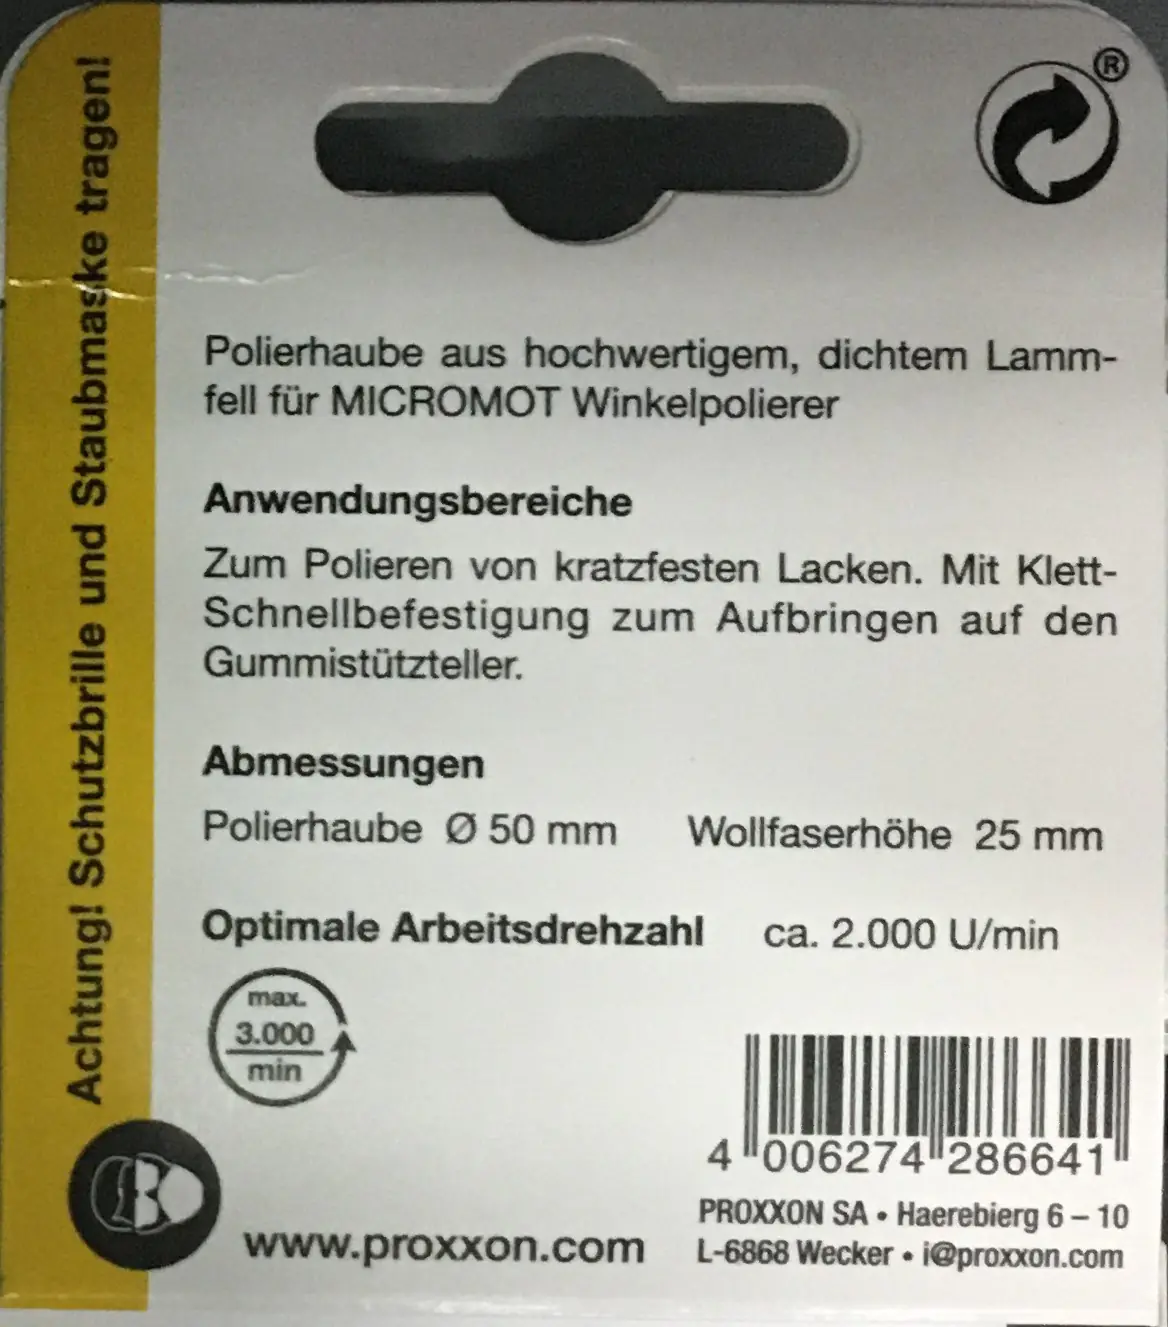 Achtung! Schutzbrille und Staubmaske tragen!
®
Polierhaube aus hochwertigem, dichtem Lamm-
fell für MICROMOT Winkelpolierer
Anwendungsbereiche
Zum Polieren von kratzfesten Lacken. Mit Klett-
Schnellbefestigung zum Aufbringen auf den
Gummistützteller.
Abmessungen
Polierhaube Ø 50 mm Wollfaserhöhe 25 mm
Optimale Arbeitsdrehzahl ca. 2.000 U/min
max.
3.000
min
4 006274 286641
www.proxxon.com
PROXXON SA • Haerebierg 6 – 10
L-6868 Wecker • i@proxxon.com